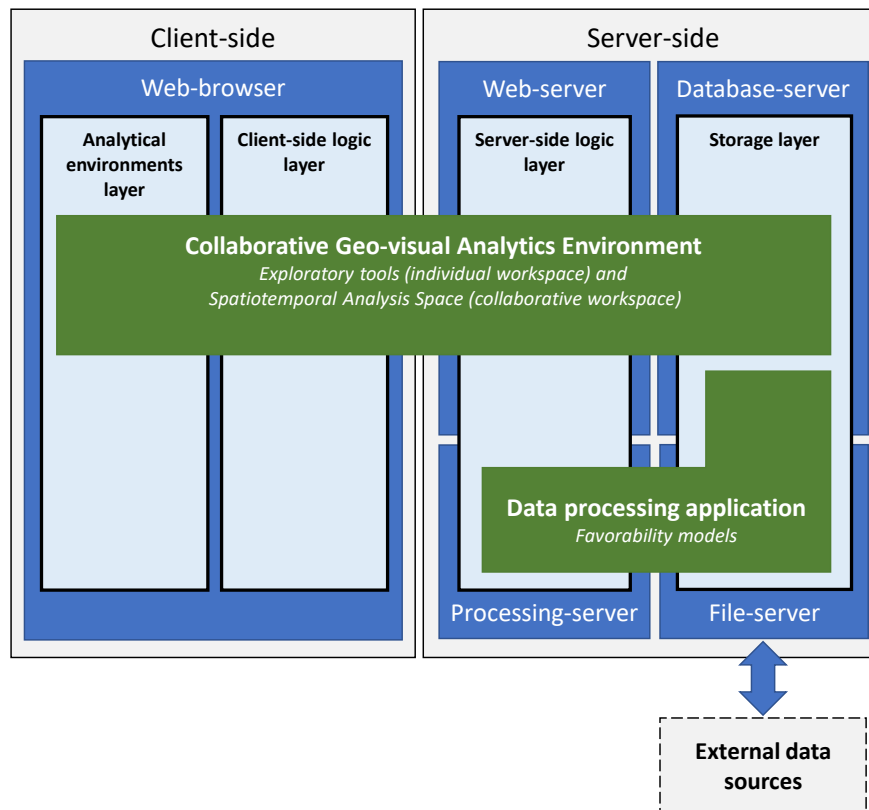 Client-side
Server-side
Web-browser
Web-server
Database-server
Analytical
environments
layer
Client-side logic
layer
Server-side logic
layer
Storage layer
Collaborative Geo-visual Analytics Environment
Exploratory tools (individual workspace) and
Spatiotemporal Analysis Space (collaborative workspace)
Data processing application
Favorability models
Processing-server
File-server
External data
sources